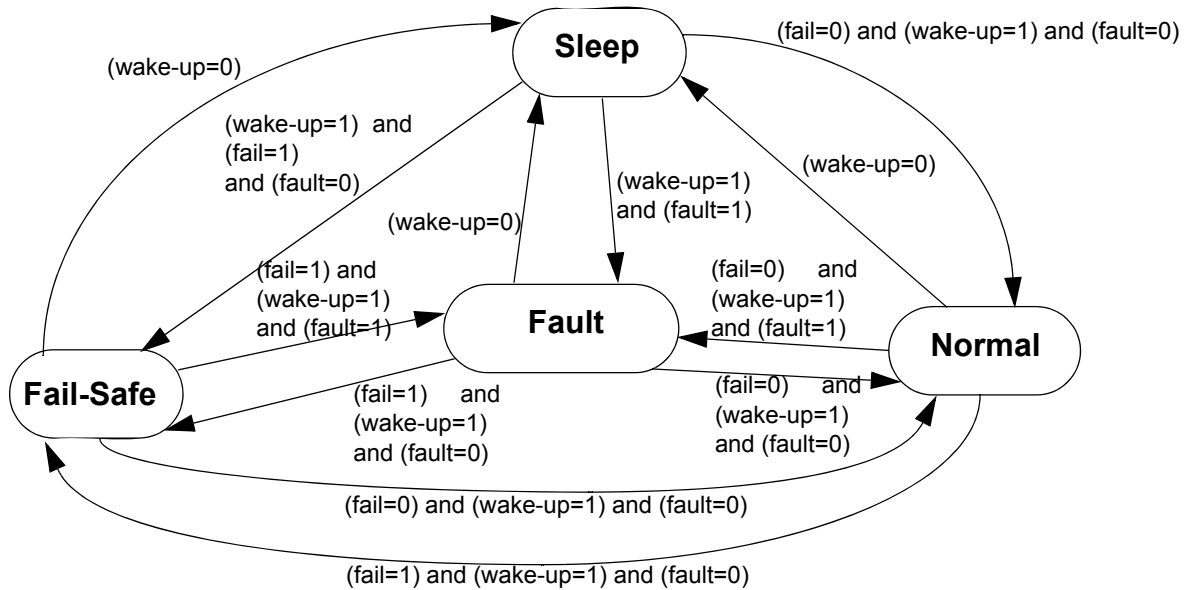 Sleep
(fail=0) and (wake-up=1) and (fault=0)
(wake-up=0)
(wake-up=1) and
(fail=1)
and (fault=0)
(wake-up=0)
(wake-up=1)
and (fault=1)
(wake-up=0)
(fail=1) and
(wake-up=1)
and (fault=1)
(fail=0) and
(wake-up=1)
and (fault=1)
Fault
Normal
Fail-Safe
(fail=1) and
(wake-up=1)
and (fault=0)
(fail=0) and
(wake-up=1)
and (fault=0)
(fail=0) and (wake-up=1) and (fault=0)
(fail=1) and (wake-up=1) and (fault=0)